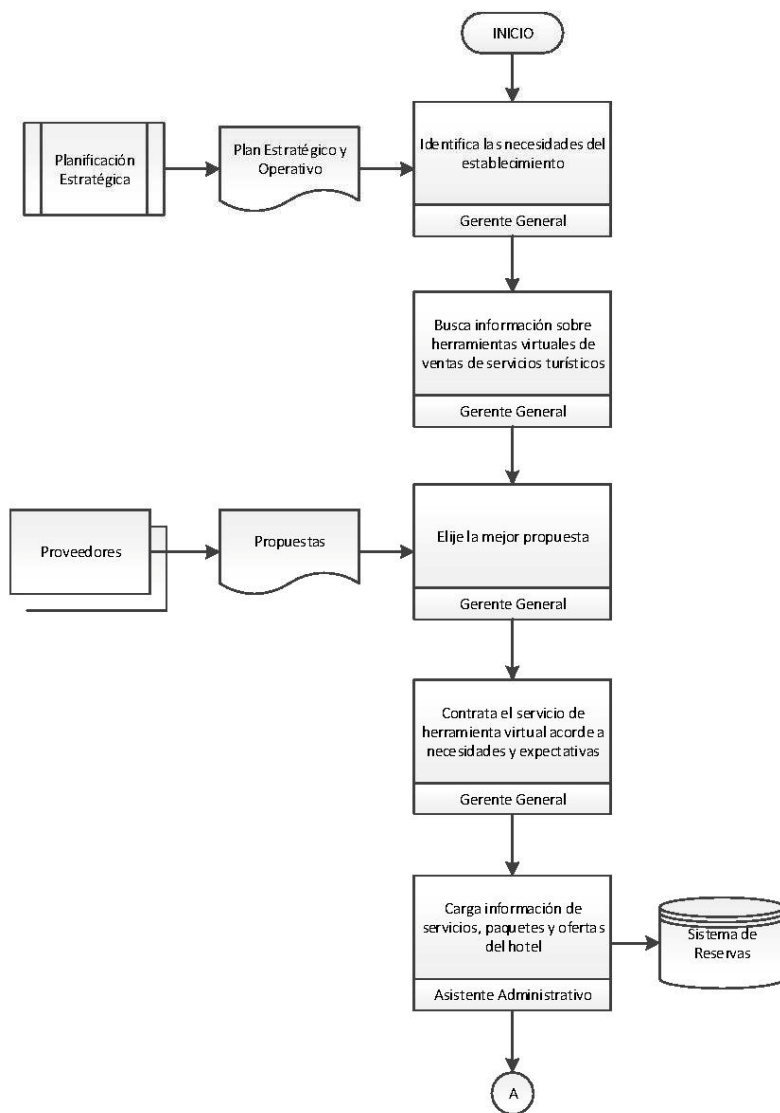 INICIO
Planificación
Estratégica
Plan Estratégico y
Operativo
Identifica las necesidades del
establecimiento
Gerente General
Busca información sobre
herramientas virtuales de
ventas de servicios turísticos
Gerente General
Proveedores
Propuestas
Elije la mejor propuesta
Gerente General
Contrata el servicio de
herramienta virtual acorde a
necesidades y expectativas
Gerente General
Carga información de
servicios, paquetes y ofertas
del hotel
Asistente Administrativo
Sistema de
Reservas
A